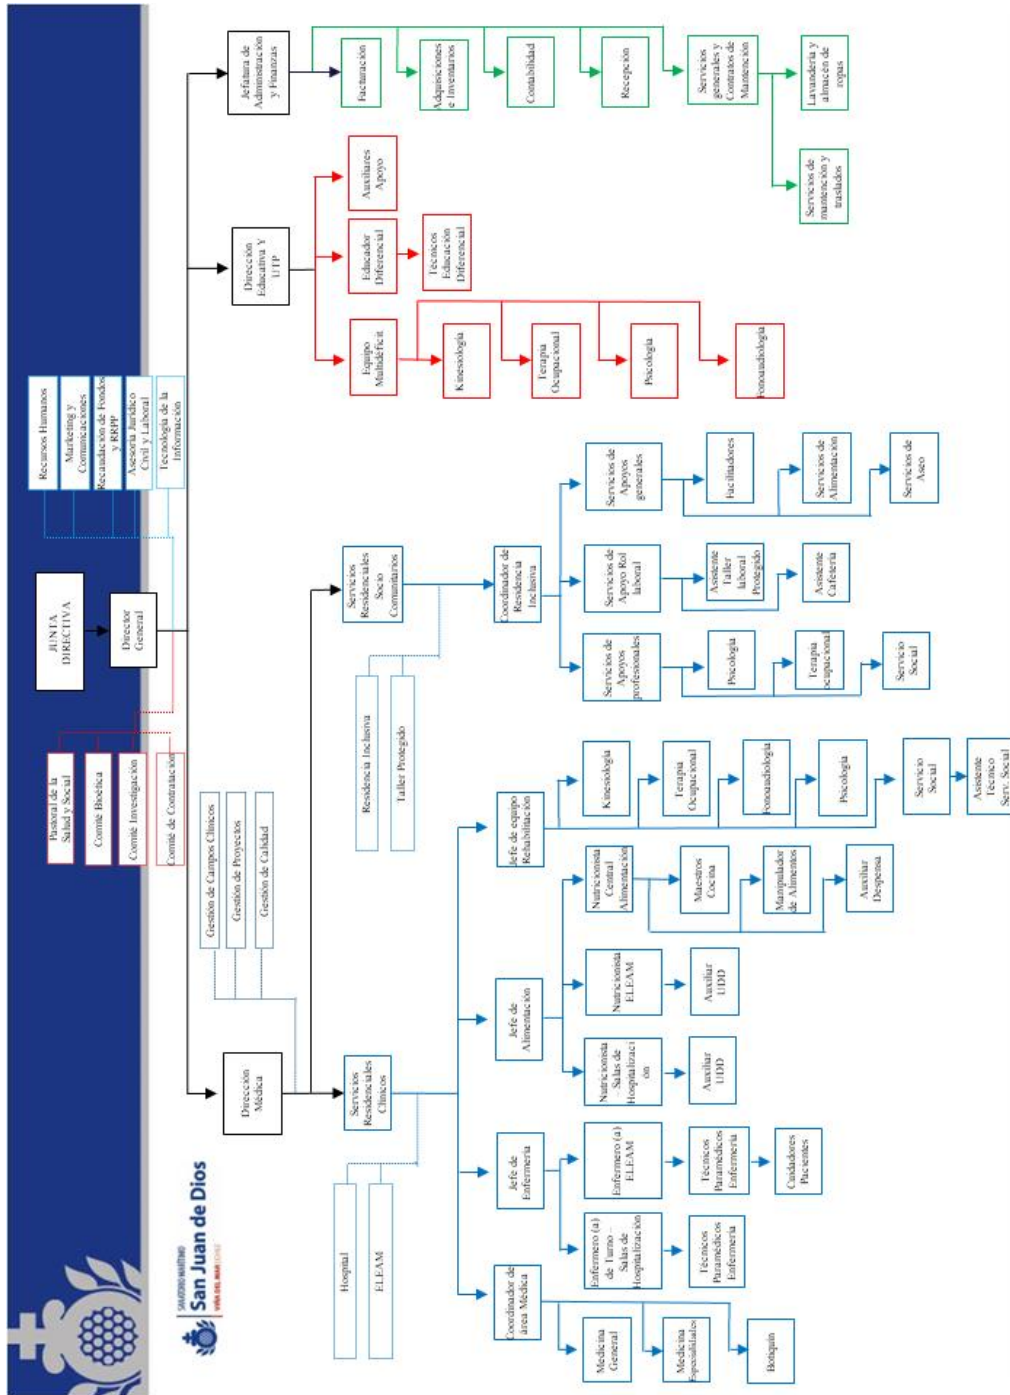 JUNTA
DIRECTIVA
Director
General
Pastoral de la
Salud y Social
Comité Bioética
Comité Investigación
Comité de Contratación
Recursos Humanos
Marketing y
Comunicaciones
Recaudación de Fondos
y RRPP
Asesoría Jurídico
Civil y Laboral
Tecnología de la
Información
SANATORIO MARÍTIMO
San Juan de Dios
VIÑA DEL MAR CHILE
Dirección
Médica
Gestión de Campos Clínicos
Gestión de Proyectos
Gestión de Calidad
Dirección
Educativa y
UTP
Jefatura de
Administración
y Finanzas
Hospital
ELEAM
Servicios
Residenciales
Clínicos
Residencia Inclusiva
Taller Protegido
Servicios
Residenciales
Socio
Comunitarios
Coordinador de
área Médica
Medicina
General
Medicina
Especialidades
Botiquín
Jefe de
Enfermería
Enfermero (a)
de Turno –
Salas de
Hospitalización
Técnicos
Paramédicos
Enfermería
Enfermero (a)
ELEAM
Técnicos
Paramédicos
Enfermería
Cuidadores
Pacientes
Jefe de
Alimentación
Nutricionista
– Salas de
Hospitalizaci
ón
Auxiliar
UDD
Nutricionista
ELEAM
Auxiliar
UDD
Nutricionista
Central
Alimentación
Maestros
Cocina
Manipulador
de Alimentos
Auxiliar
Despensa
Jefe de equipo
Rehabilitación
Kinesiología
Terapia
Ocupacional
Fonoaudiología
Psicología
Servicio
Social
Asistente
Técnico
Serv. Social
Coordinador de
Residencia
Inclusiva
Servicios de
Apoyos
profesionales
Psicología
Terapia
ocupacional
Servicio
Social
Servicios de
Apoyo Rol
laboral
Asistente
Taller
laboral
Protegido
Asistente
Cafetería
Servicios de
Apoyos
generales
Facilitadores
Servicios de
Alimentación
Servicios de
Aseo
Equipo
Multidéficit
Kinesiología
Terapia
Ocupacional
Psicología
Fonoaudiología
Educador
Diferencial
Técnicos
Educación
Diferencial
Auxiliares
Apoyo
Facturación
Adquisiciones
e Inventarios
Contabilidad
Recepción
Servicios
generales y
Contratos de
Mantención
Servicios de
mantención y
traslados
Lavandería y
almacén de
ropas